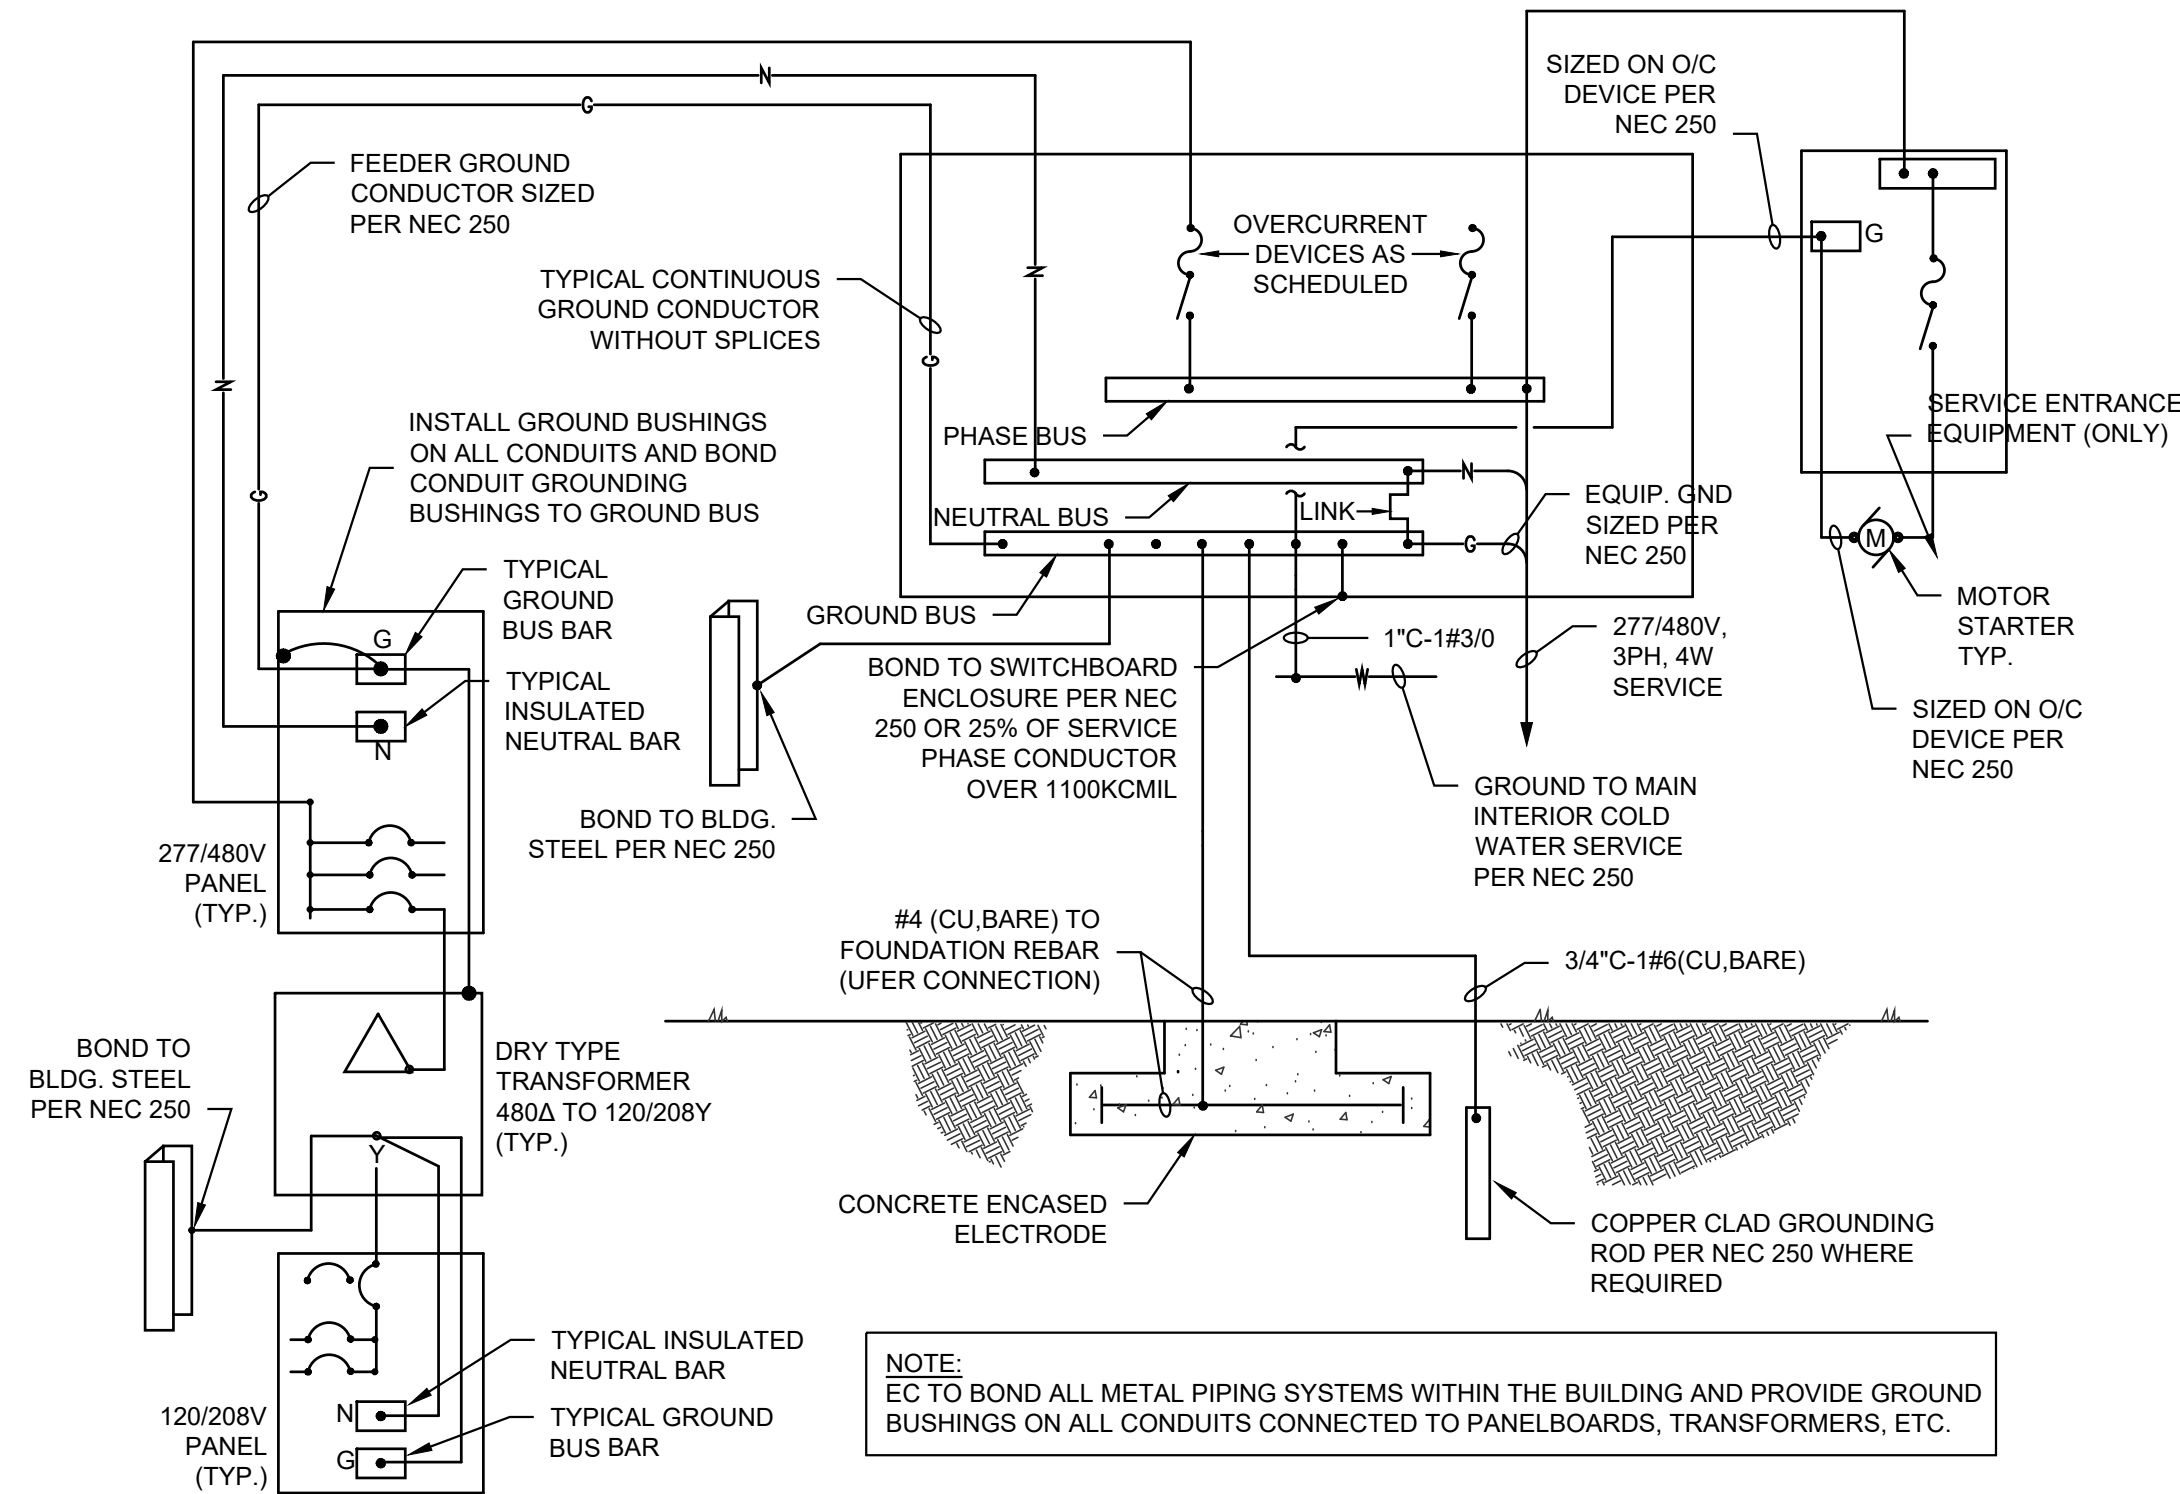 N
G
SIZED ON O/C
DEVICE PER
NEC 250
FEEDER GROUND
CONDUCTOR SIZED
PER NEC 250
OVERCURRENT
DEVICES AS
SCHEDULED
G
TYPICAL CONTINUOUS
GROUND CONDUCTOR
WITHOUT SPLICES
N
G
N
G
INSTALL GROUND BUSHINGS
ON ALL CONDUITS AND BOND
CONDUIT GROUNDING
BUSHINGS TO GROUND BUS
PHASE BUS
SERVICE ENTRANCE
EQUIPMENT (ONLY)
N
NEUTRAL BUS
LINK
G
EQUIP. GND
SIZED PER
NEC 250
M
TYPICAL
GROUND
BUS BAR
GROUND BUS
MOTOR
STARTER
TYP.
G
1"C-1#3/0
277/480V,
3PH, 4W
SERVICE
TYPICAL
INSULATED
NEUTRAL BAR
N
BOND TO SWITCHBOARD
ENCLOSURE PER NEC
250 OR 25% OF SERVICE
PHASE CONDUCTOR
OVER 1100KCMIL
W
SIZED ON O/C
DEVICE PER
NEC 250
BOND TO BLDG.
STEEL PER NEC 250
GROUND TO MAIN
INTERIOR COLD
WATER SERVICE
PER NEC 250
277/480V
PANEL
(TYP.)
#4 (CU,BARE) TO
FOUNDATION REBAR
(UFER CONNECTION)
3/4"C-1#6(CU,BARE)
BOND TO
BLDG. STEEL
PER NEC 250
DRY TYPE
TRANSFORMER
480Δ TO 120/208Y
(TYP.)
Y
CONCRETE ENCASED
ELECTRODE
COPPER CLAD GROUNDING
ROD PER NEC 250 WHERE
REQUIRED
TYPICAL INSULATED
NEUTRAL BAR
N
120/208V
PANEL
(TYP.)
TYPICAL GROUND
BUS BAR
G
NOTE:
EC TO BOND ALL METAL PIPING SYSTEMS WITHIN THE BUILDING AND PROVIDE GROUND
BUSHINGS ON ALL CONDUITS CONNECTED TO PANELBOARDS, TRANSFORMERS, ETC.